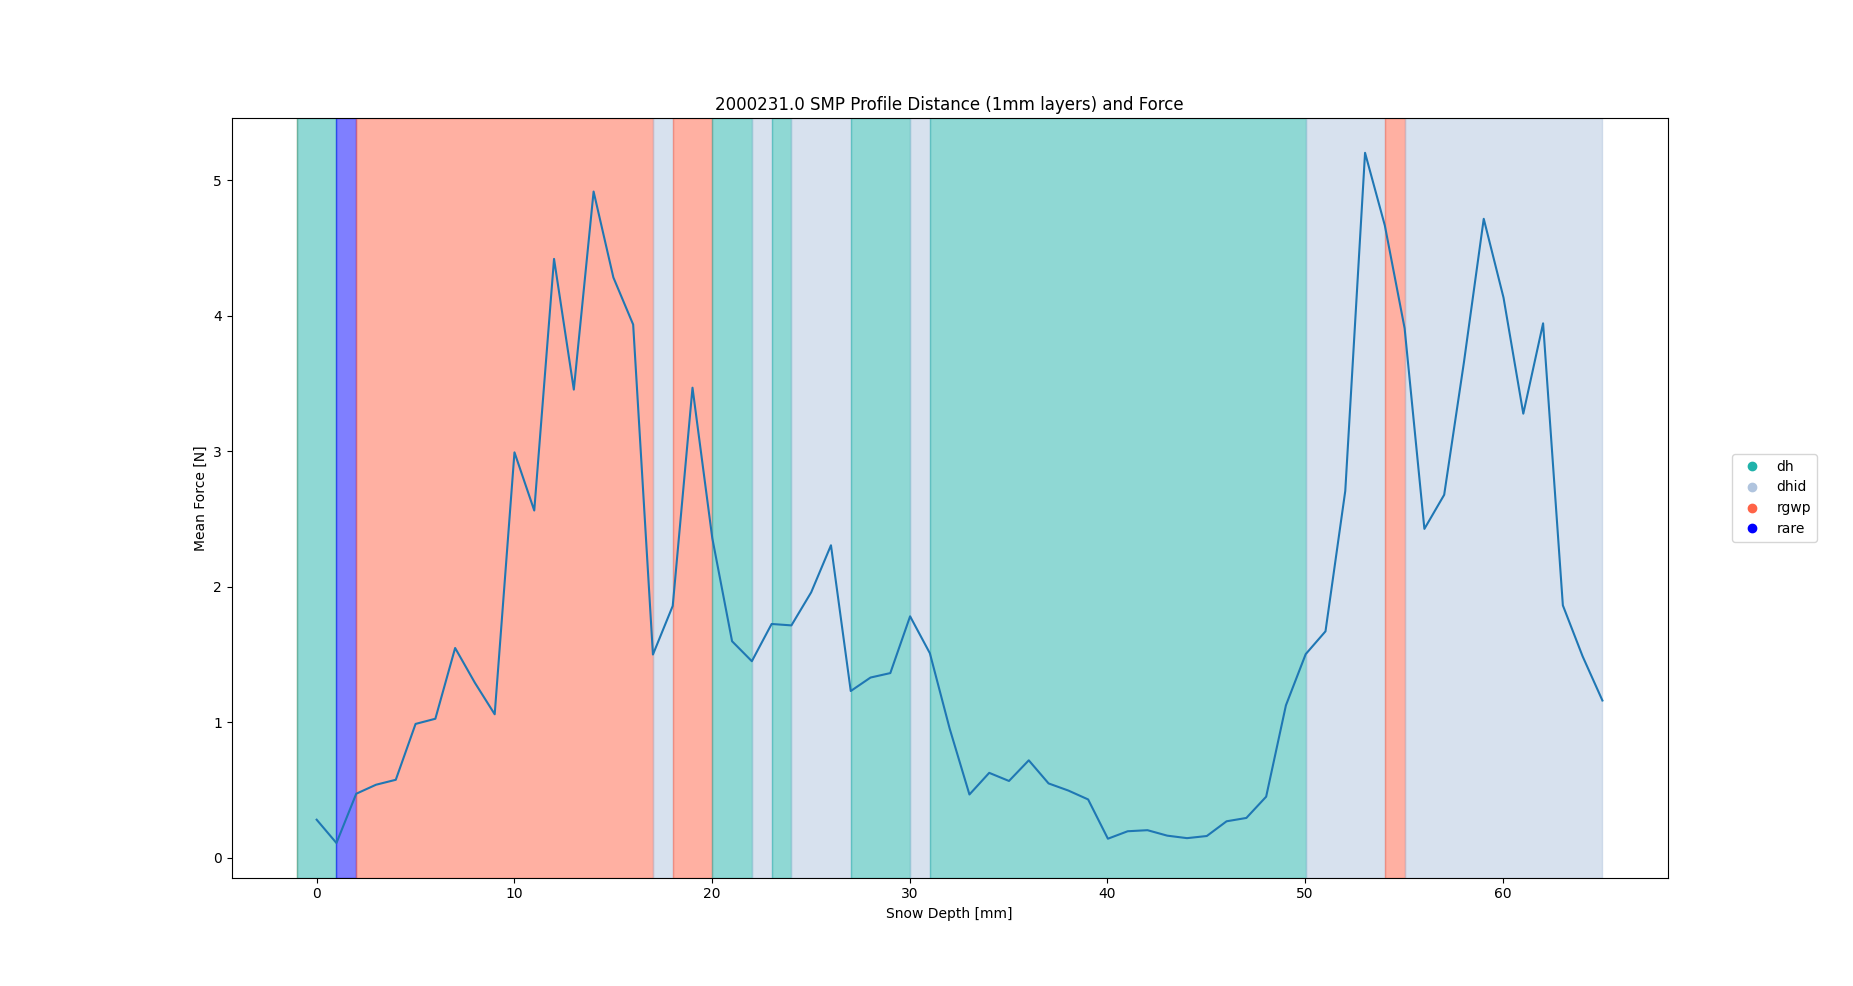 2000231.0 SMP Profile Distance (1mm layers) and Force
Mean Force [N]
5
4
3
2
1
0
0 10 20 30 40 50 60
Snow Depth [mm]
dh
dhid
rgwp
rare